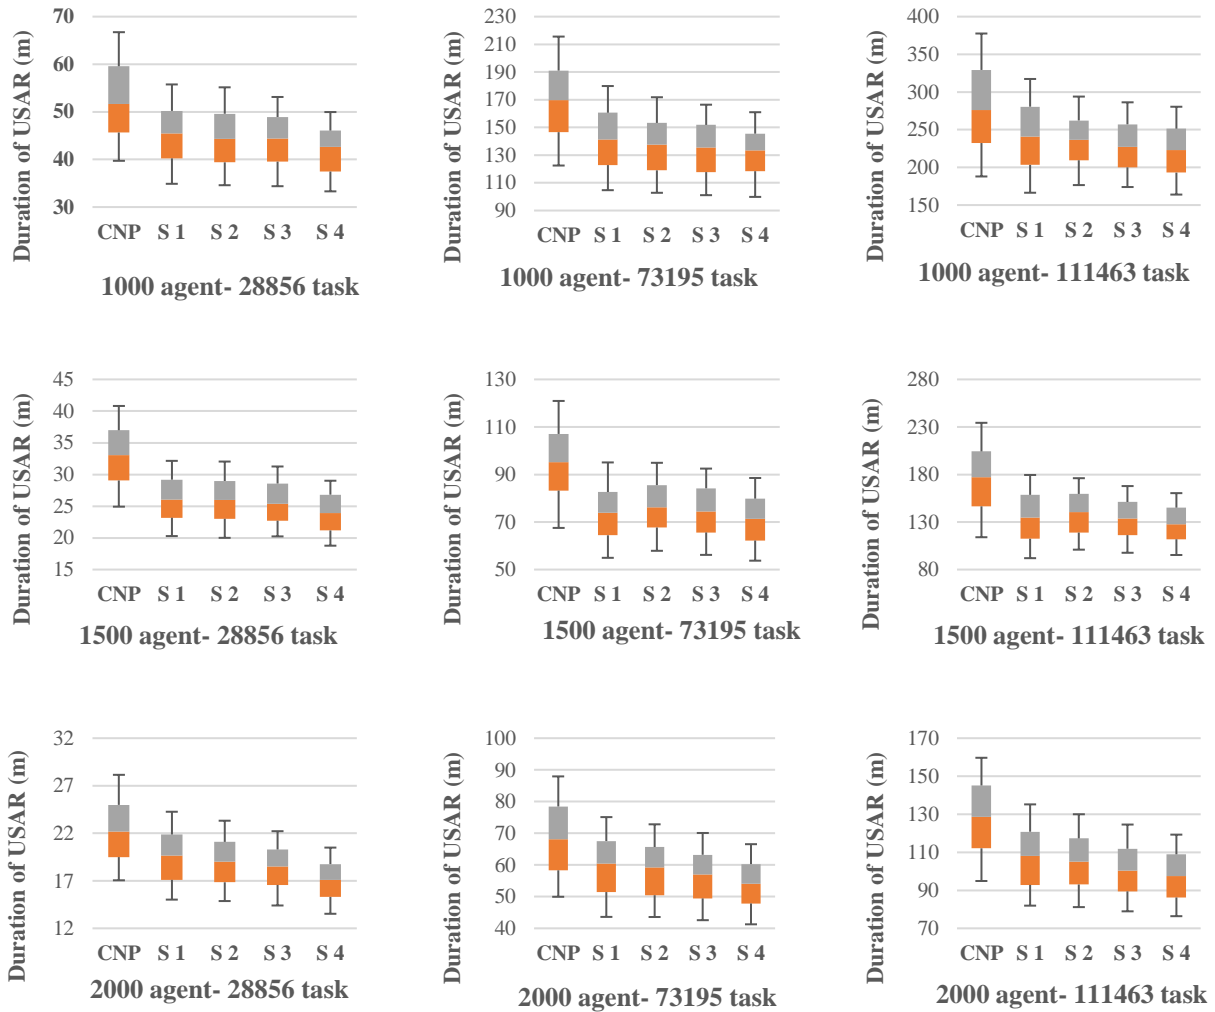 Duration of USAR (m)
70
60
50
40
30
CNP S 1 S 2 S 3 S 4
1000 agent- 28856 task
Duration of USAR (m)
230
210
190
170
150
130
110
90
CNP S 1 S 2 S 3 S 4
1000 agent- 73195 task
Duration of USAR (m)
400
350
300
250
200
150
CNP S 1 S 2 S 3 S 4
1000 agent- 111463 task
Duration of USAR (m)
45
40
35
30
25
20
15
CNP S 1 S 2 S 3 S 4
1500 agent- 28856 task
Duration of USAR (m)
130
110
90
70
50
CNP S 1 S 2 S 3 S 4
1500 agent- 73195 task
Duration of USAR (m)
280
230
180
130
80
CNP S 1 S 2 S 3 S 4
1500 agent- 111463 task
Duration of USAR (m)
32
27
22
17
12
CNP S 1 S 2 S 3 S 4
2000 agent- 28856 task
Duration of USAR (m)
100
90
80
70
60
50
40
CNP S 1 S 2 S 3 S 4
2000 agent- 73195 task
Duration of USAR (m)
170
150
130
110
90
70
CNP S 1 S 2 S 3 S 4
2000 agent- 111463 task